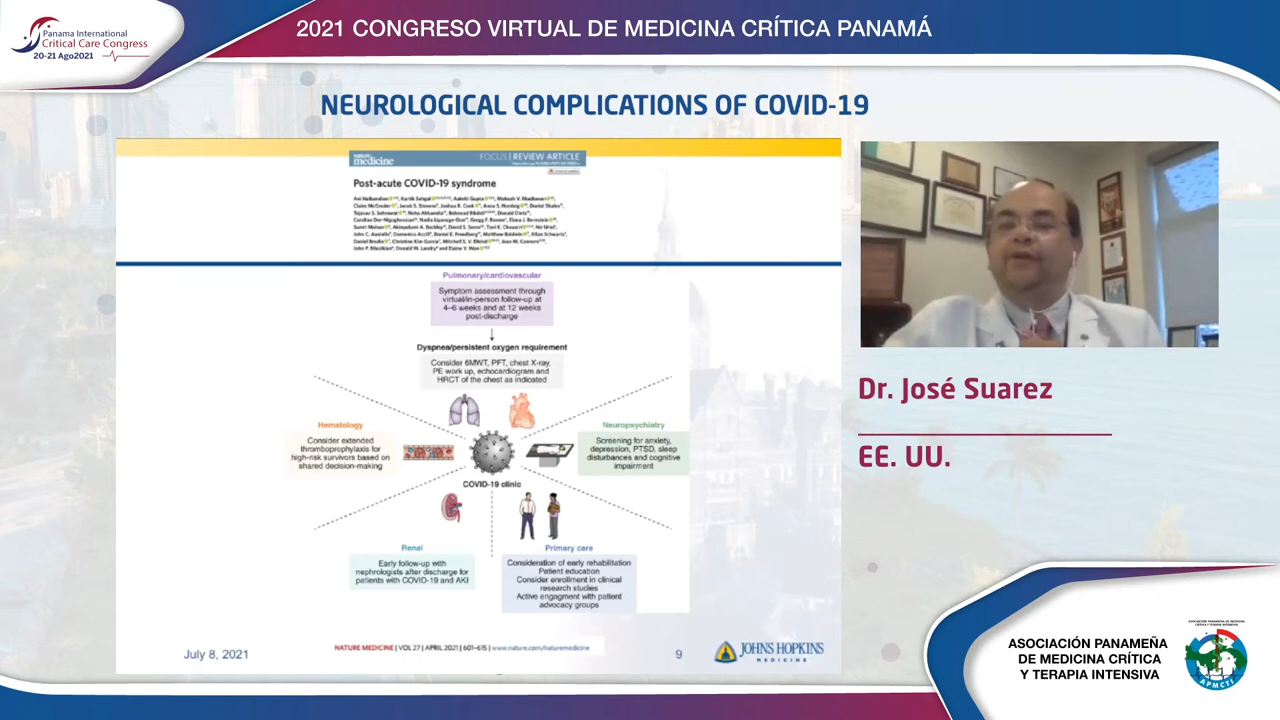 Panama International
Critical Care Congress
20-21 Ago2021
2021 CONGRESO VIRTUAL DE MEDICINA CRÍTICA PANAMÁ
NEUROLOGICAL COMPLICATIONS OF COVID-19
nature
medicine
FOCUS | REVIEW ARTICLE
Post-acute COVID-19 syndrome
Pulmonary/cardiovascular
Symptom assessment through
virtual/in-person follow-up at
4–6 weeks and at 12 weeks
post-discharge
Dyspnea/persistent oxygen requirement
Consider 6MWT, PFT, chest X-ray,
PE work up, echocardiogram and
HRCT of the chest as indicated
Hematology
Consider extended
thromboprophylaxis for
high-risk survivors based on
shared decision-making
Neuropsychiatry
Screening for anxiety,
depression, PTSD, sleep
disturbances and cognitive
impairment
COVID-19 clinic
Renal
Early follow-up with
nephrologists after discharge for
patients with COVID-19 and AKI
Primary care
Consideration of early rehabilitation
Patient education
Consider enrollment in clinical
research studies
Active engagment with patient
advocacy groups
July 8, 2021
NATURE MEDICINE | VOL 27 | APRIL 2021 | 601–615 | www.nature.com/naturemedicine
9
JOHNS HOPKINS
MEDICINE
Dr. José Suarez
EE. UU.
ASOCIACIÓN PANAMEÑA
DE MEDICINA CRÍTICA
Y TERAPIA INTENSIVA
APMCTI